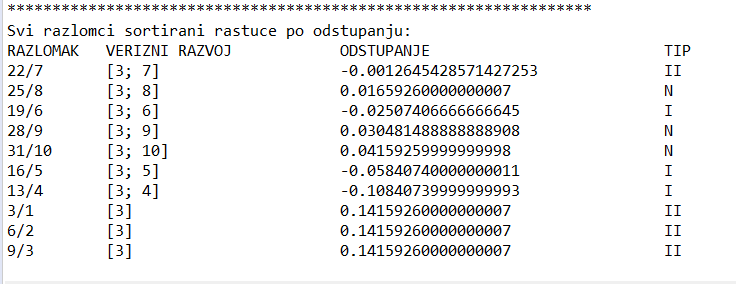 *****************************************************************
Svi razlomci sortirani rastuce po odstupanju:
RAZLOMAK VERIZNI RAZVOJ ODSTUPANJE TIP
22/7 [3; 7] -0.0012645428571427253 II
25/8 [3; 8] 0.01659260000000007 N
19/6 [3; 6] -0.02507406666666645 I
28/9 [3; 9] 0.030481488888888908 N
31/10 [3; 10] 0.04159259999999998 N
16/5 [3; 5] -0.05840740000000011 I
13/4 [3; 4] -0.10840739999999993 I
3/1 [3] 0.14159260000000007 II
6/2 [3] 0.14159260000000007 II
9/3 [3] 0.14159260000000007 II